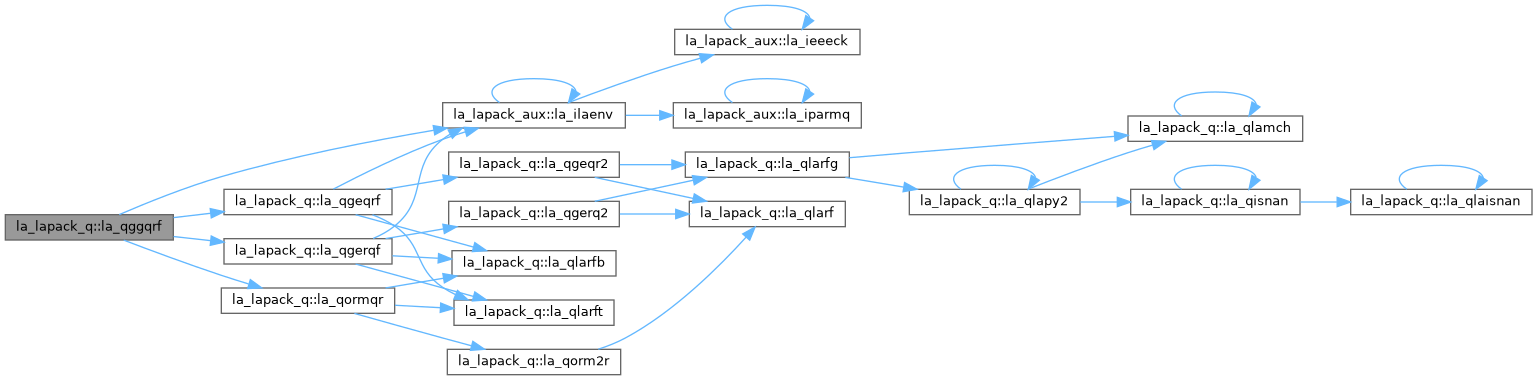 la_lapack_q::la_qggqrf
la_lapack_q::la_qgeqrf
la_lapack_q::la_qgerqf
la_lapack_q::la_qormqr
la_lapack_aux::la_ilaenv
la_lapack_q::la_qgeqr2
la_lapack_q::la_qgerq2
la_lapack_q::la_qlarfb
la_lapack_q::la_qlarft
la_lapack_q::la_qorm2r
la_lapack_aux::la_ieeeck
la_lapack_aux::la_iparmq
la_lapack_q::la_qlarfg
la_lapack_q::la_qlarf
la_lapack_q::la_qlapy2
la_lapack_q::la_qlamch
la_lapack_q::la_qisnan
la_lapack_q::la_qlaisnan